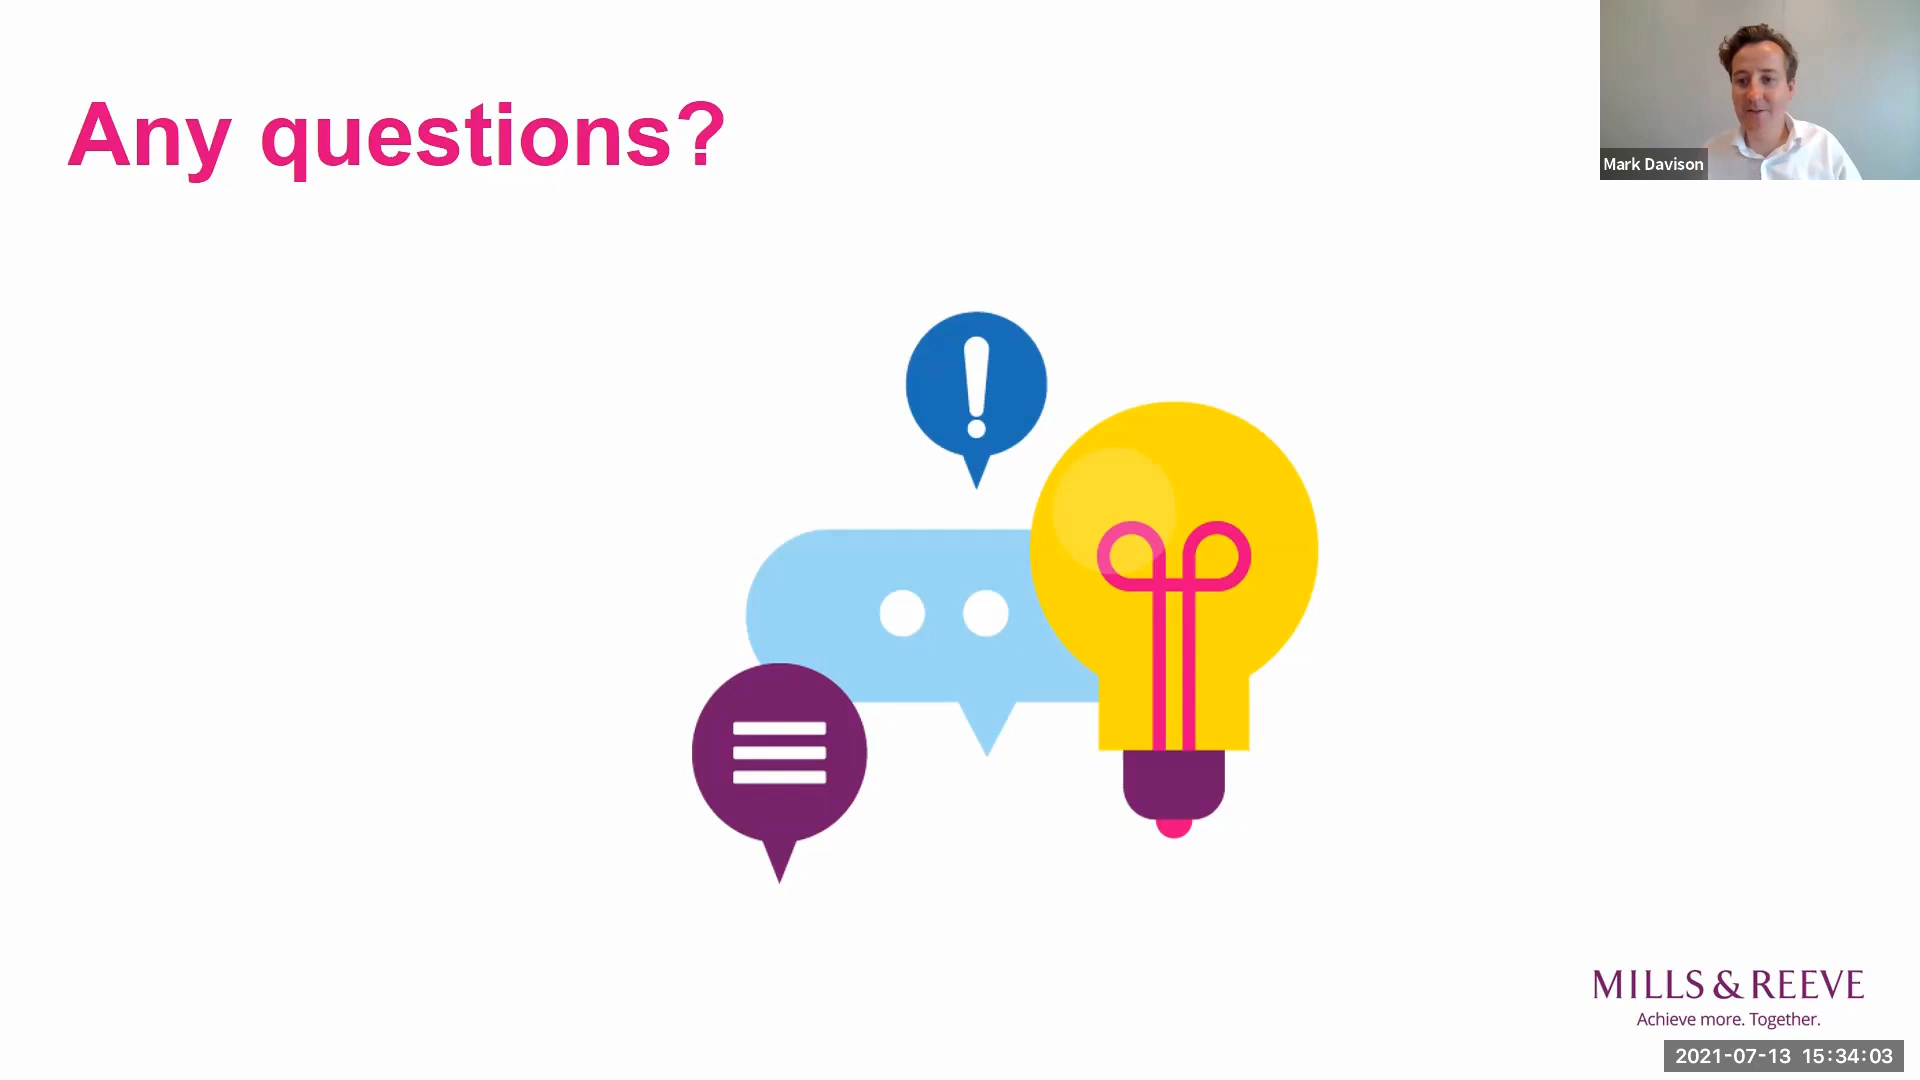 Any questions?
Mark Davison
MILLS & REEVE
Achieve more. Together.
2021-07-13 15:34:03